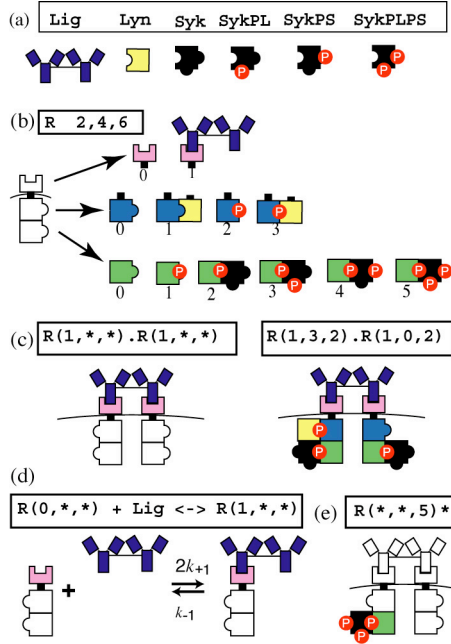 (a) Lig Lyn Syk SykPL SykPS SykPLPS
P P P P
(b) R 2,4,6
0 1
P P
0 1 2 3
P P P P P P P P P
0 1 2 3 4 5
(c) R(1,*,*).R(1,*,*) R(1,3,2).R(1,0,2)
P
P P
(d)
R(0,*,*) + Lig <-> R(1,*,*) (e) R(*,*,5)*
+ 2k+1
k-1
P P
P